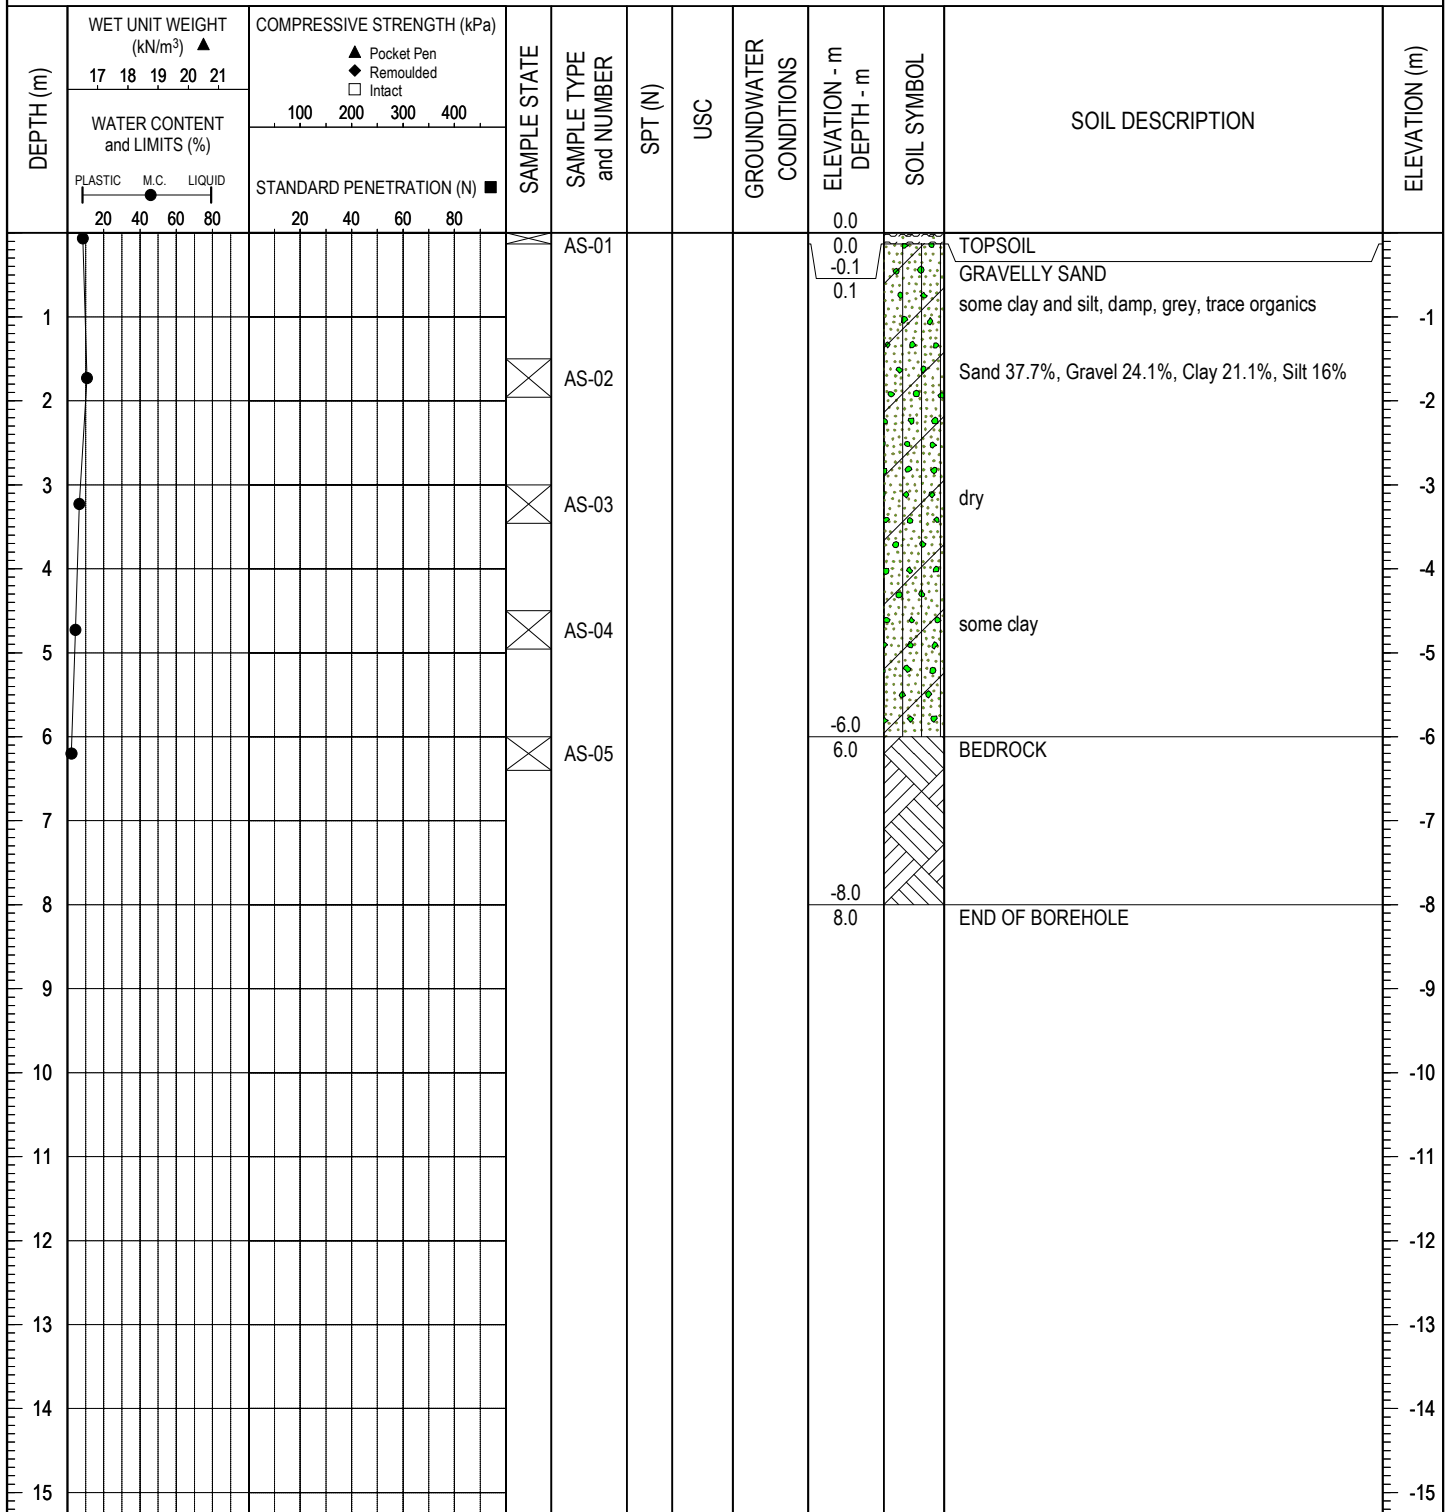 DEPTH (m)
WET UNIT WEIGHT
(kN/m³) ▲
17 18 19 20 21
WATER CONTENT
and LIMITS (%)
PLASTIC M.C. LIQUID
20 40 60 80
COMPRESSIVE STRENGTH (kPa)
▲ Pocket Pen
◆ Remoulded
□ Intact
100 200 300 400
STANDARD PENETRATION (N) ■
20 40 60 80
SAMPLE STATE
SAMPLE TYPE
and NUMBER
SPT (N)
USC
GROUNDWATER
CONDITIONS
ELEVATION - m
DEPTH - m
SOIL SYMBOL
SOIL DESCRIPTION
ELEVATION (m)
0.0
AS-01 0.0 TOPSOIL
-0.1 GRAVELLY SAND
0.1
some clay and silt, damp, grey, trace organics
1 -1
Sand 37.7%, Gravel 24.1%, Clay 21.1%, Silt 16%
AS-02
2 -2
3 -3
dry
AS-03
4 -4
some clay
AS-04
5 -5
-6.0
6 -6
AS-05 6.0 BEDROCK
7 -7
-8.0
8 -8
8.0 END OF BOREHOLE
9 -9
10 -10
11 -11
12 -12
13 -13
14 -14
15 -15